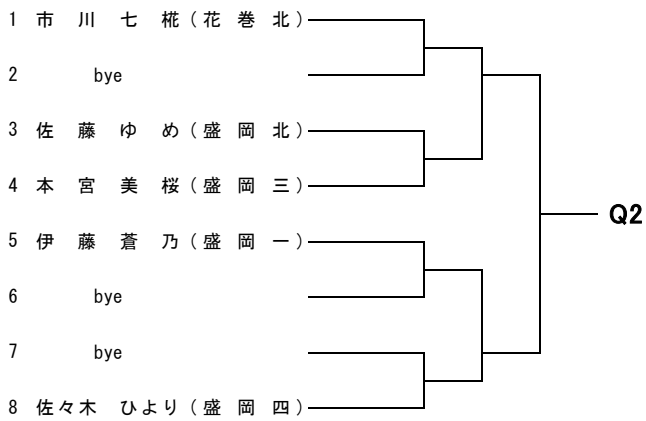 1 市川七椛(花巻北)
2 bye
3 佐藤ゆめ(盛岡北)
4 本宮美桜(盛岡三)
5 伊藤蒼乃(盛岡一)
Q2
6 bye
7 bye
8 佐々木ひより(盛岡四)